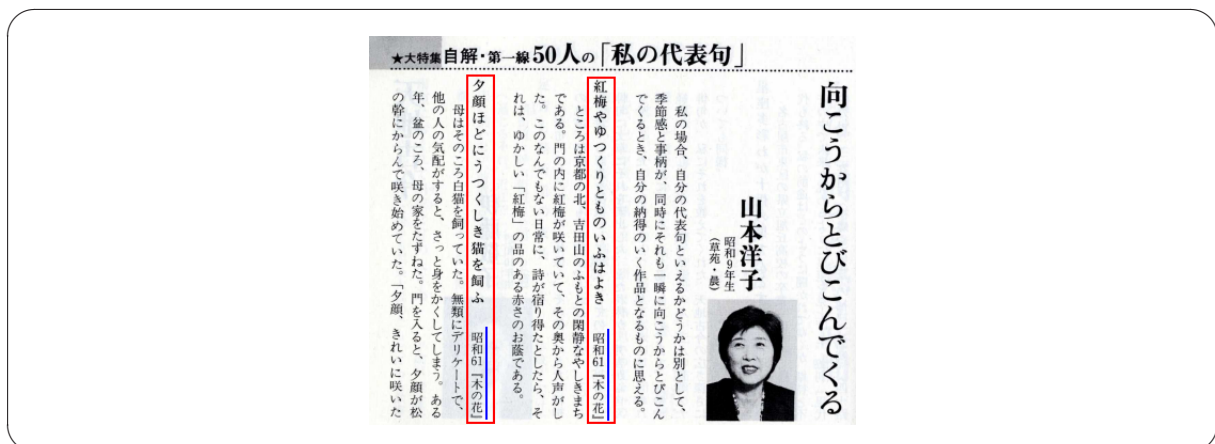 ★大特集 自解・第一線50人の「私の代表句」
向こうからとびこんでくる
山本洋子
昭和9年生
(草苑・晨)
私の場合、自分の代表句といえるかどうかは別として、
季節感と事柄が、同時にそれも一瞬に向こうからとびこん
でくるとき、自分の納得のいく作品となるものに思える。
紅梅やゆつくりとものいふはよき 昭和61『木の花』
ところは京都の北、吉田山のふもとの閑静なやしきまち
である。門の内に紅梅が咲いていて、その奥から人声がし
た。このなんでもない日常に、詩が宿り得たとしたら、そ
れは、ゆかしい「紅梅」の品のある赤さのお蔭である。
夕顔ほどにうつくしき猫を飼ふ 昭和61『木の花』
母はそのころ白猫を飼っていた。無類にデリケートで、
他の人の気配がすると、さっと身をかくしてしまう。ある
年、盆のころ、母の家をたずねた。門を入ると、夕顔が松
の幹にからんで咲き始めていた。「夕顔、きれいに咲いた